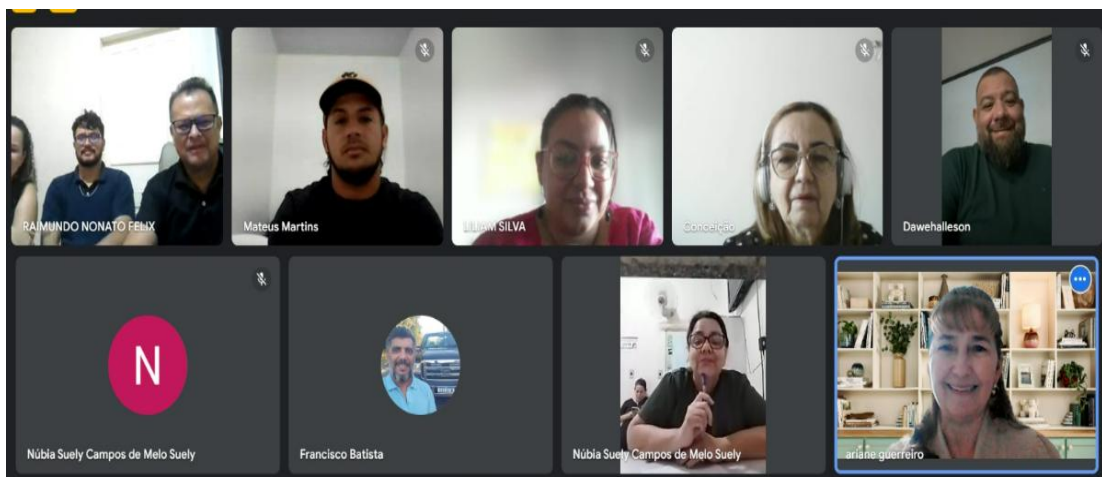 RAIMUNDO NONATO FELIX
Mateus Martins
LILIAM SILVA
Conceição
Dawehalleson
N
Núbia Suely Campos de Melo Suely
Francisco Batista
Núbia Suely Campos de Melo Suely
ariane guerreiro